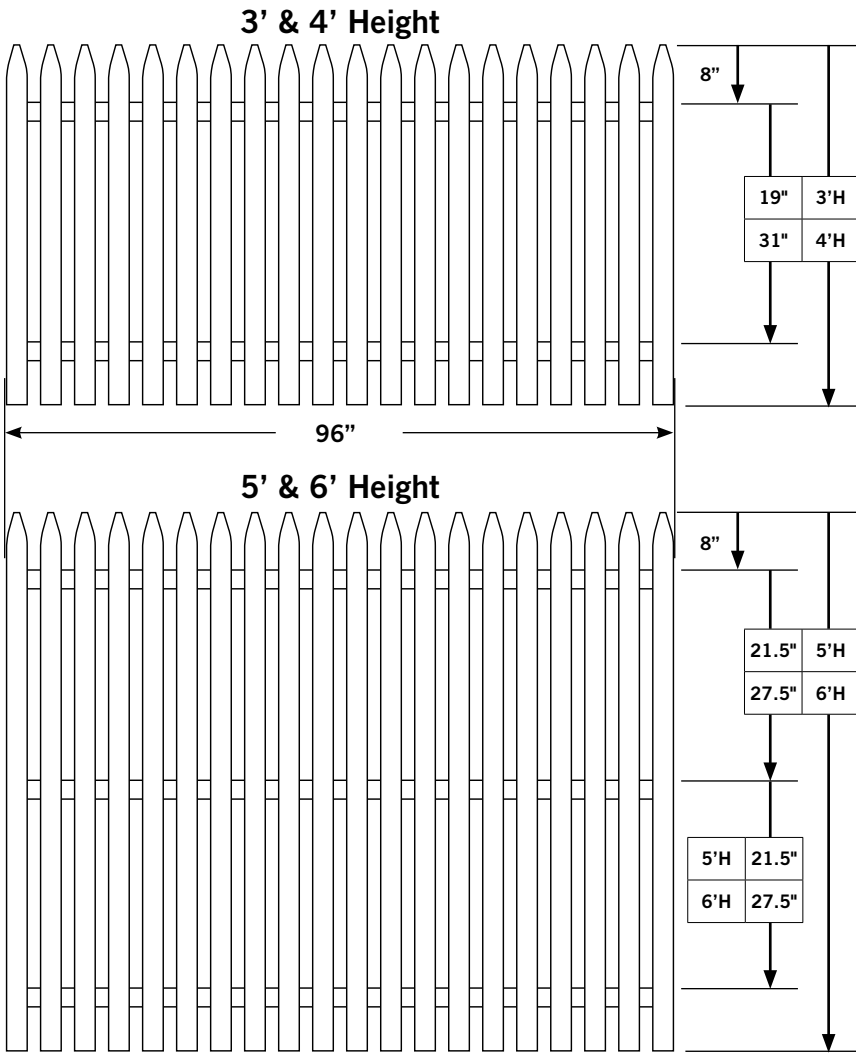 3’ & 4’ Height
8”
19" 3’H
31" 4’H
96”
5’ & 6’ Height
8”
21.5" 5’H
27.5" 6’H
5’H 21.5"
6’H 27.5"